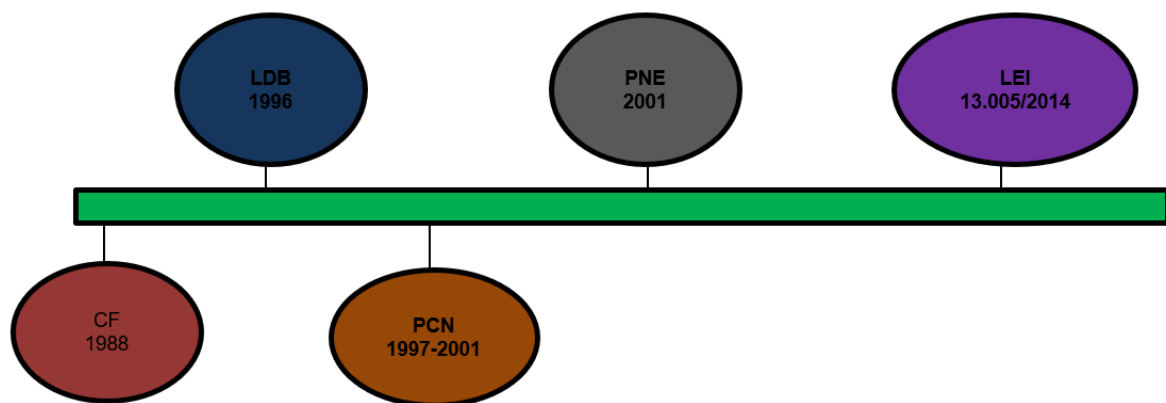 LDB
1996
PNE
2001
LEI
13.005/2014
CF
1988
PCN
1997-2001